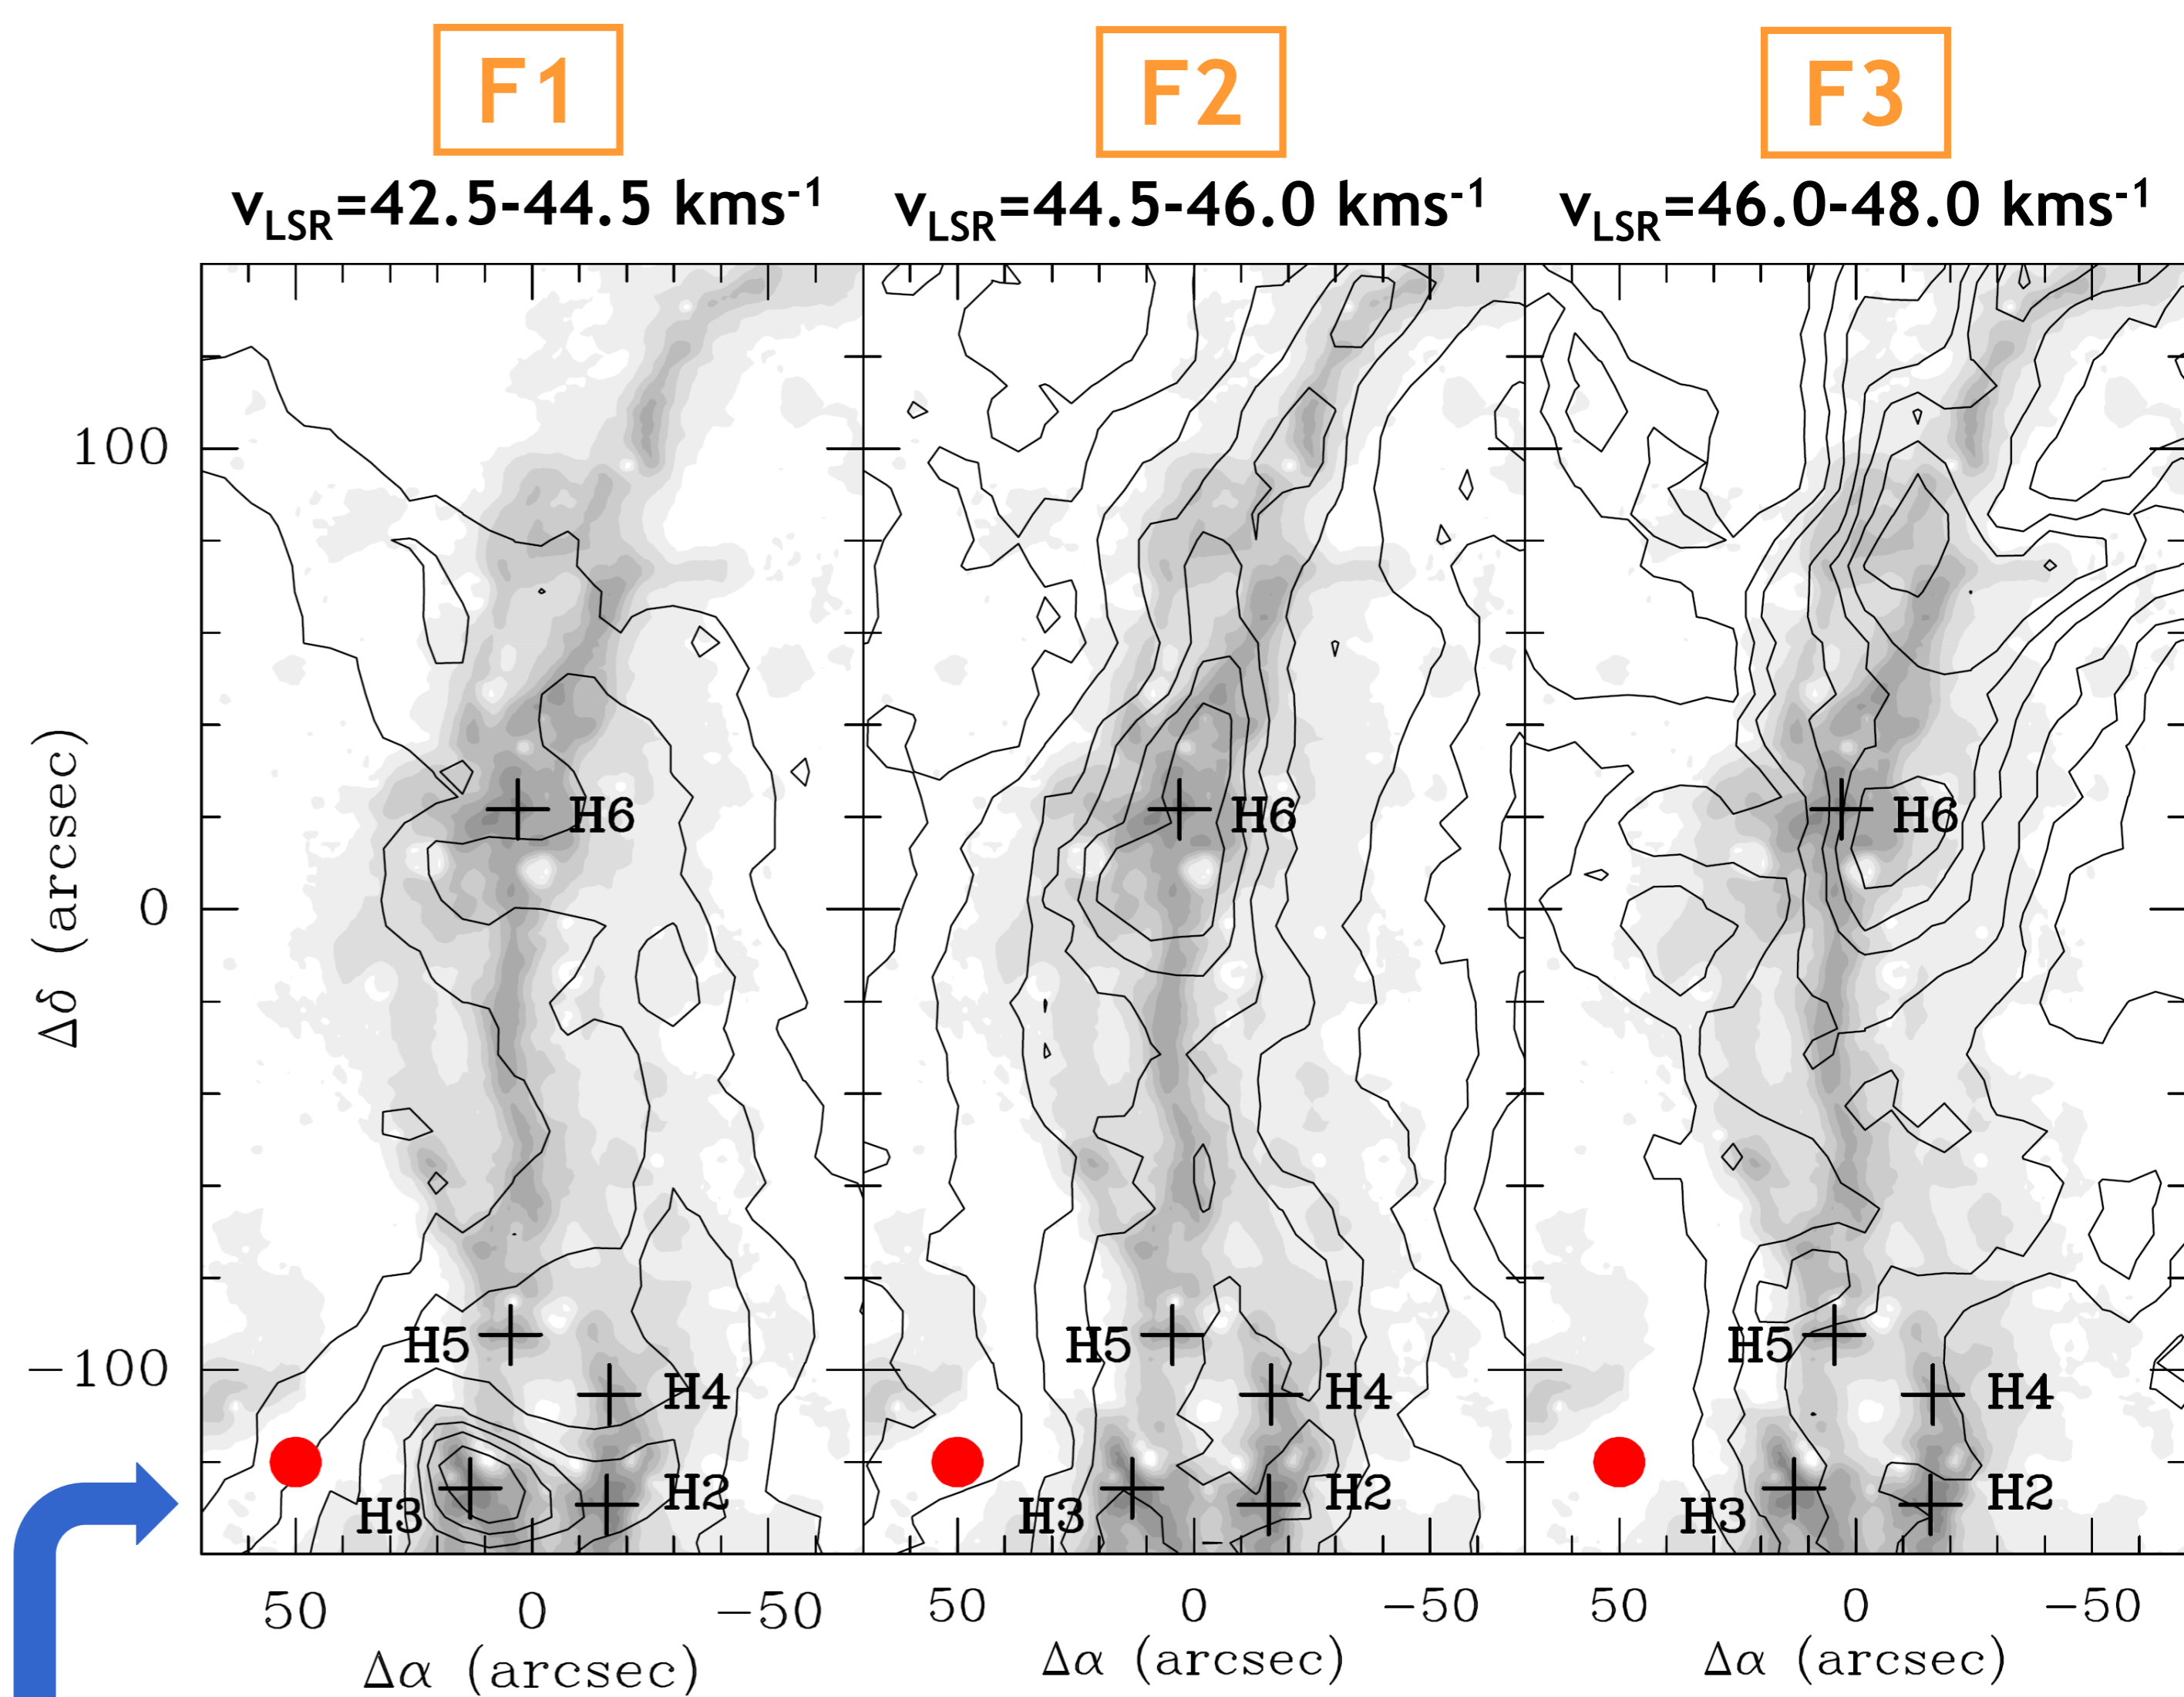 F1 F2 F3
vLSR=42.5-44.5 kms-1 vLSR=44.5-46.0 kms-1 vLSR=46.0-48.0 kms-1
100
H6 H6 H6
0
Δδ (arcsec)
H5 H5 H5
-100
H4 H4 H4
H3 H2 H3 H2 H3 H2
50 0 -50 50 0 -50 50 0 -50
Δα (arcsec) Δα (arcsec) Δα (arcsec)